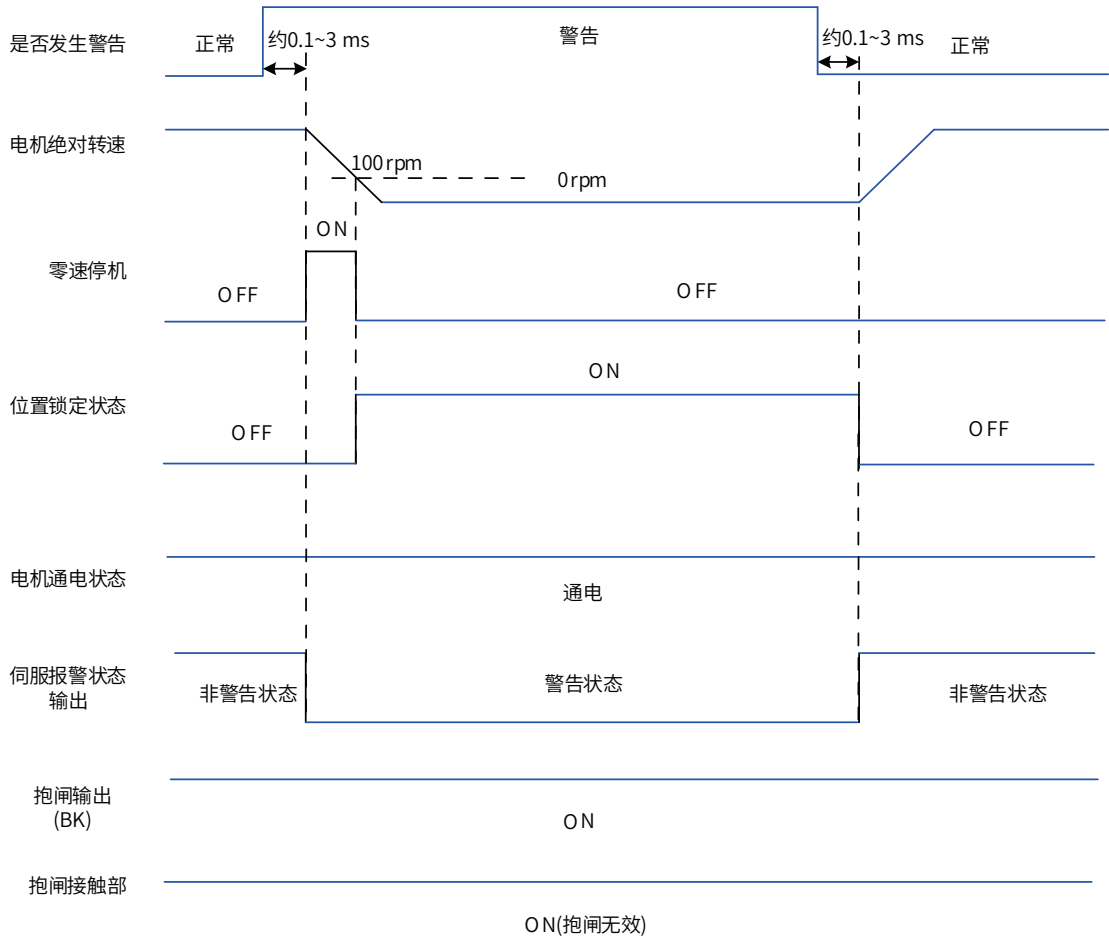 是否发生警告
正常
约0.1~3 ms
警告
约0.1~3 ms
正常
电机绝对转速
100rpm
0rpm
零速停机
OFF
ON
OFF
位置锁定状态
OFF
ON
OFF
电机通电状态
通电
伺服报警状态
输出
非警告状态
警告状态
非警告状态
抱闸输出
(BK)
ON
抱闸接触部
ON(抱闸无效)